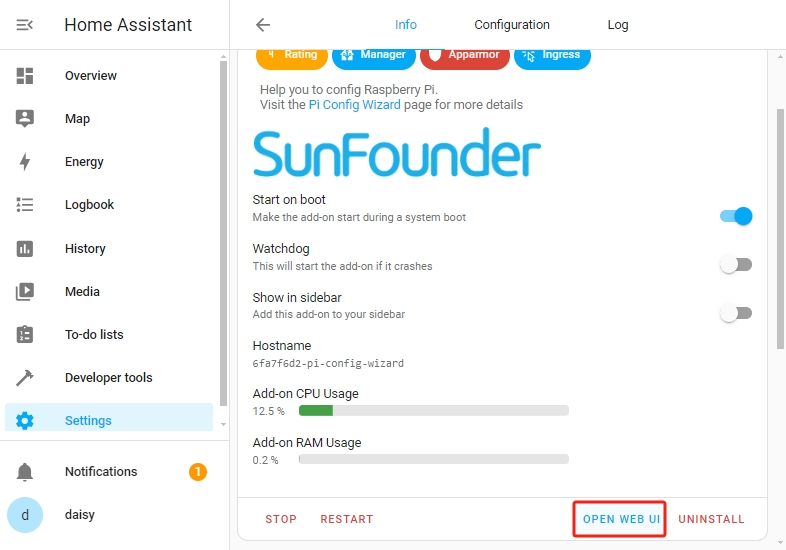 Home Assistant
Info
Configuration
Log
Overview
Map
Energy
Logbook
History
Media
To-do lists
Developer tools
Settings
Notifications
1
d
daisy
Rating
Manager
Apparmor
Ingress
Help you to config Raspberry Pi.
Visit the Pi Config Wizard page for more details
SunFounder
Start on boot
Make the add-on start during a system boot
Watchdog
This will start the add-on if it crashes
Show in sidebar
Add this add-on to your sidebar
Hostname
6fa7f6d2-pi-config-wizard
Add-on CPU Usage
12.5 %
Add-on RAM Usage
0.2 %
STOP
RESTART
OPEN WEB UI
UNINSTALL